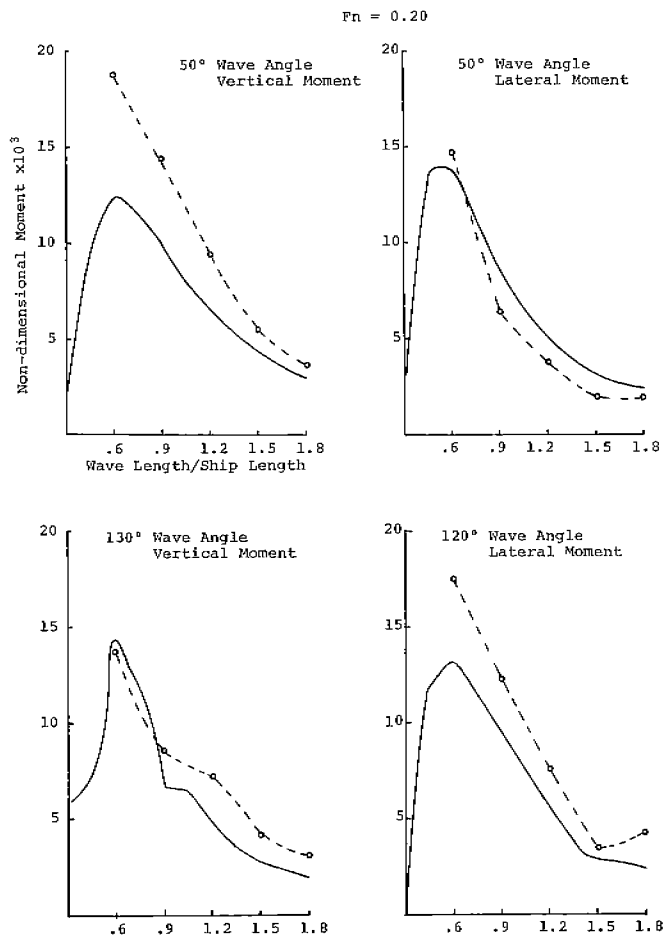 Fn = 0.20
Non-dimensional Moment x10³
20
15
10
5
50° Wave Angle
Vertical Moment
.6 .9 1.2 1.5 1.8
Wave Length/Ship Length
20
15
10
5
50° Wave Angle
Lateral Moment
.6 .9 1.2 1.5 1.8
20
15
10
5
130° Wave Angle
Vertical Moment
.6 .9 1.2 1.5 1.8
20
15
10
5
120° Wave Angle
Lateral Moment
.6 .9 1.2 1.5 1.8